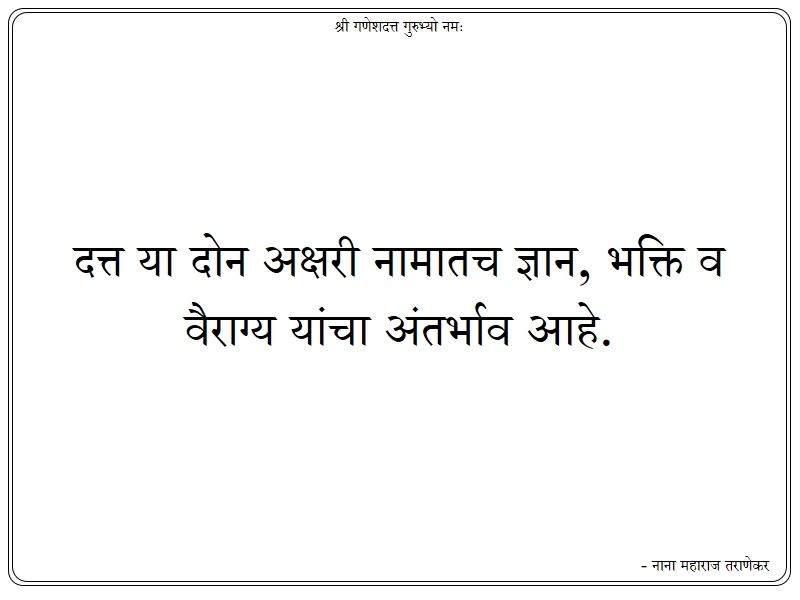 श्री गणेशदत्त गुरुभ्यो नमः
दत्त या दोन अक्षरी नामातच ज्ञान, भक्ति व
वैराग्य यांचा अंतर्भाव आहे.
- नाना महाराज तराणेकर